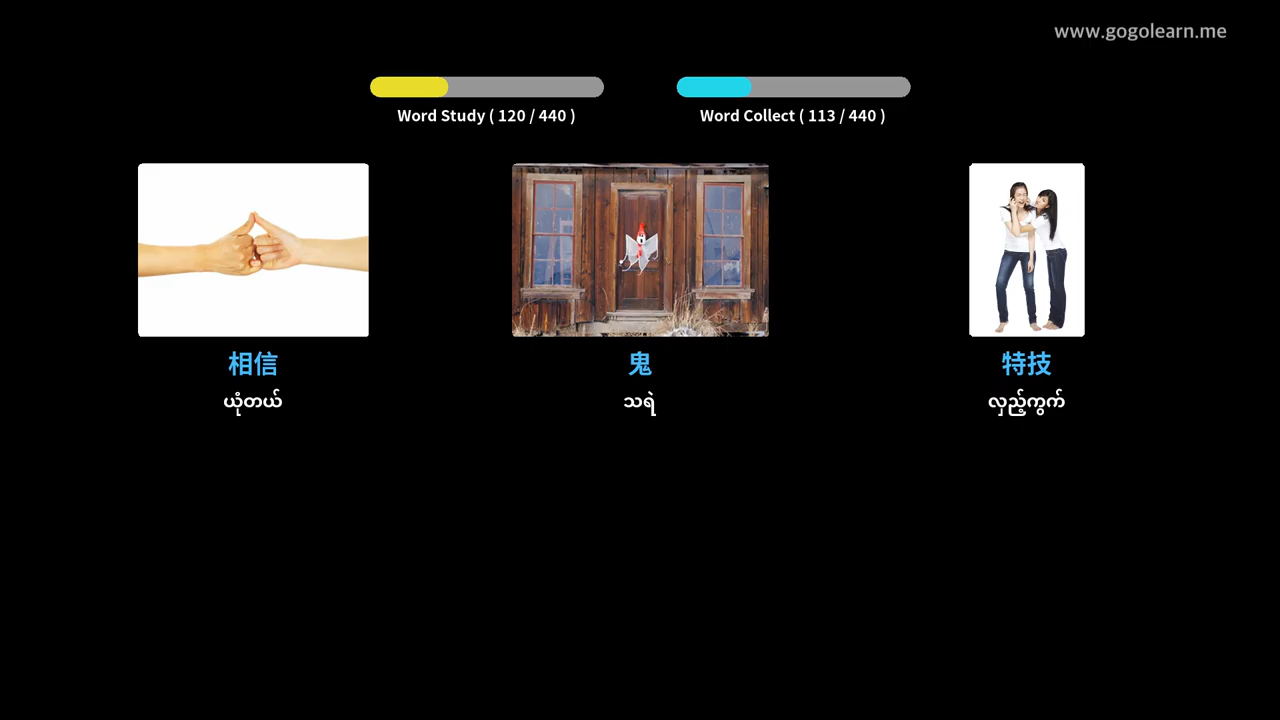 www.gogolearn.me
Word Study ( 120 / 440 )
Word Collect ( 113 / 440 )
相信
鬼
特技
ယုံတယ်
သရဲ
လှည့်ကွက်